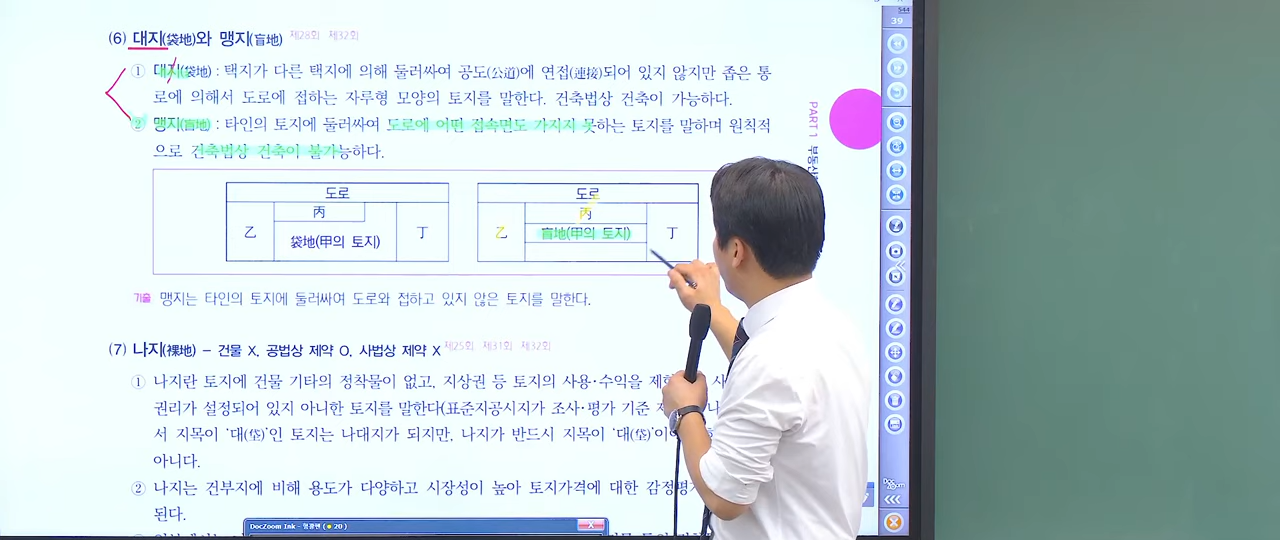 544
39
(6) 대지(袋地)와 맹지(盲地) 제28회 제32회
① 대지(袋地) : 택지가 다른 택지에 의해 둘러싸여 공도(公道)에 연접(連接)되어 있지 않지만 좁은 통
로에 의해서 도로에 접하는 자루형 모양의 토지를 말한다. 건축법상 건축이 가능하다.
② 맹지(盲地) : 타인의 토지에 둘러싸여 도로에 어떤 접속면도 가지지 못하는 토지를 말하며 원칙적
으로 건축법상 건축이 불가능하다.
PART 1 부동산
도로
丙
乙
袋地(甲의 토지)
丁
도로
丙
乙
盲地(甲의 토지)
丁
기출 맹지는 타인의 토지에 둘러싸여 도로와 접하고 있지 않은 토지를 말한다.
(7) 나지(裸地) - 건물 X, 공법상 제약 O, 사법상 제약 X 제25회 제31회 제32회
① 나지란 토지에 건물 기타의 정착물이 없고, 지상권 등 토지의 사용·수익을 제한
권리가 설정되어 있지 아니한 토지를 말한다(표준지공시지가 조사·평가 기준
서 지목이 '대(垈)'인 토지는 나대지가 되지만, 나지가 반드시 지목이 '대(垈)'이
아니다.
② 나지는 건부지에 비해 용도가 다양하고 시장성이 높아 토지가격에 대한 감정평가
된다.
DocZoom Ink - 형광펜 ( 20 )
DocZoom